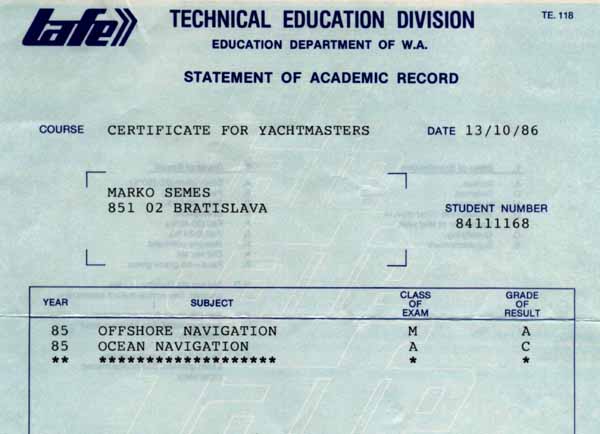 tafe TECHNICAL EDUCATION DIVISION TE. 118
EDUCATION DEPARTMENT OF W.A.
STATEMENT OF ACADEMIC RECORD
COURSE CERTIFICATE FOR YACHTMASTERS DATE 13/10/86
MARKO SEMES
851 02 BRATISLAVA
STUDENT NUMBER
84111168
YEAR SUBJECT CLASS OF EXAM GRADE OF RESULT
85 OFFSHORE NAVIGATION M A
85 OCEAN NAVIGATION A C
** ******************* * *